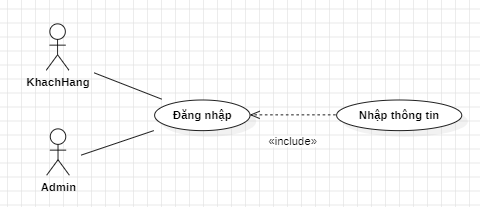 KhachHang
Đăng nhập
Nhập thông tin
«include»
Admin